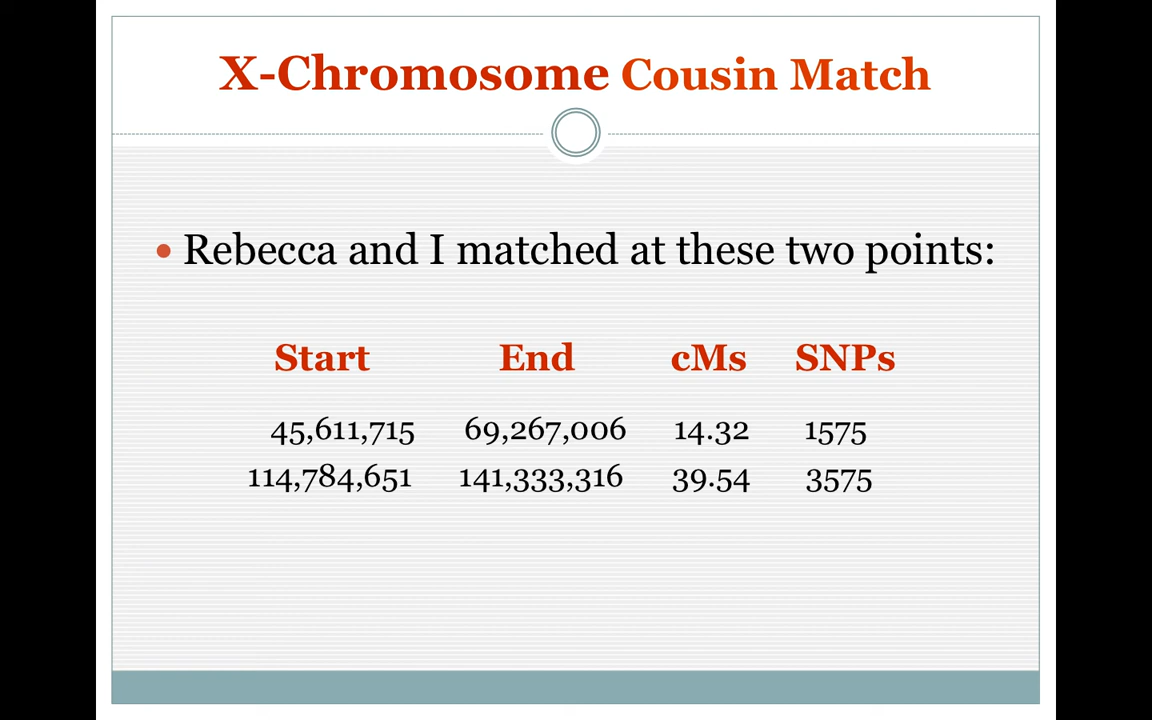 X-Chromosome Cousin Match
• Rebecca and I matched at these two points:
Start End cMs SNPs
45,611,715 69,267,006 14.32 1575
114,784,651 141,333,316 39.54 3575